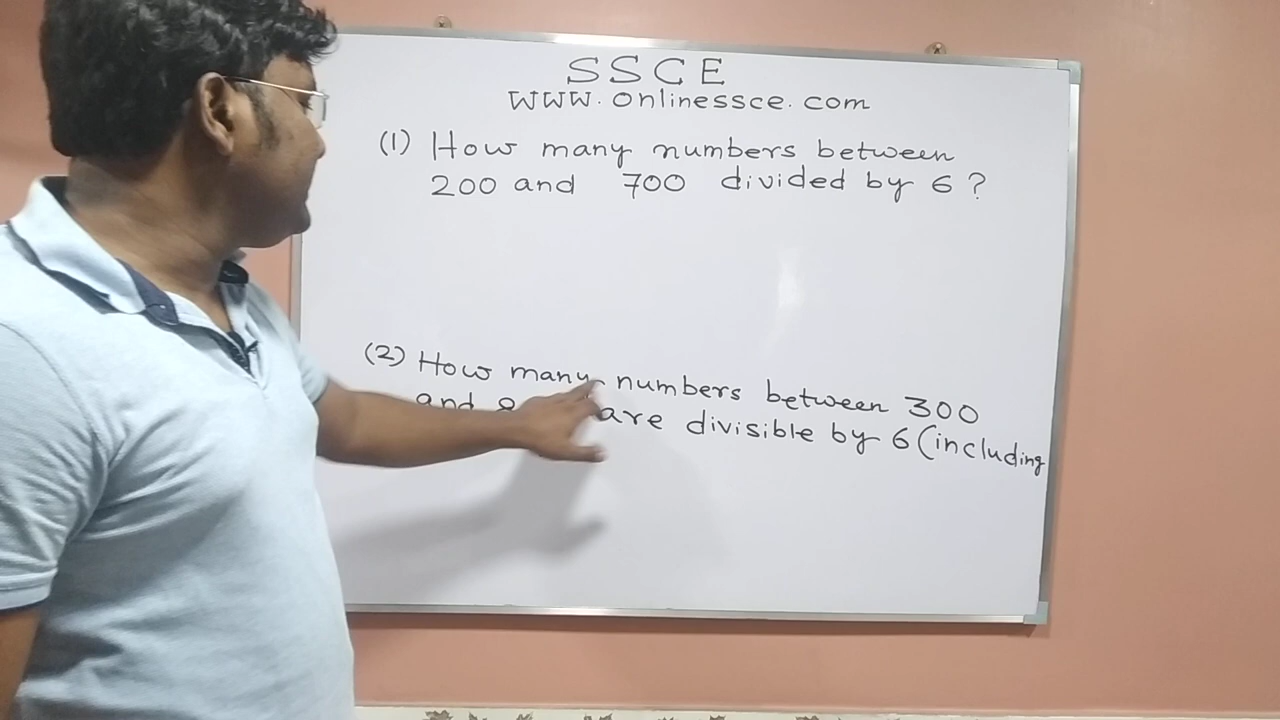 SSCE
www.onlinessce.com
(1) How many numbers between
200 and 700 divided by 6?
(2) How many numbers between 300
and are divisible by 6 (including